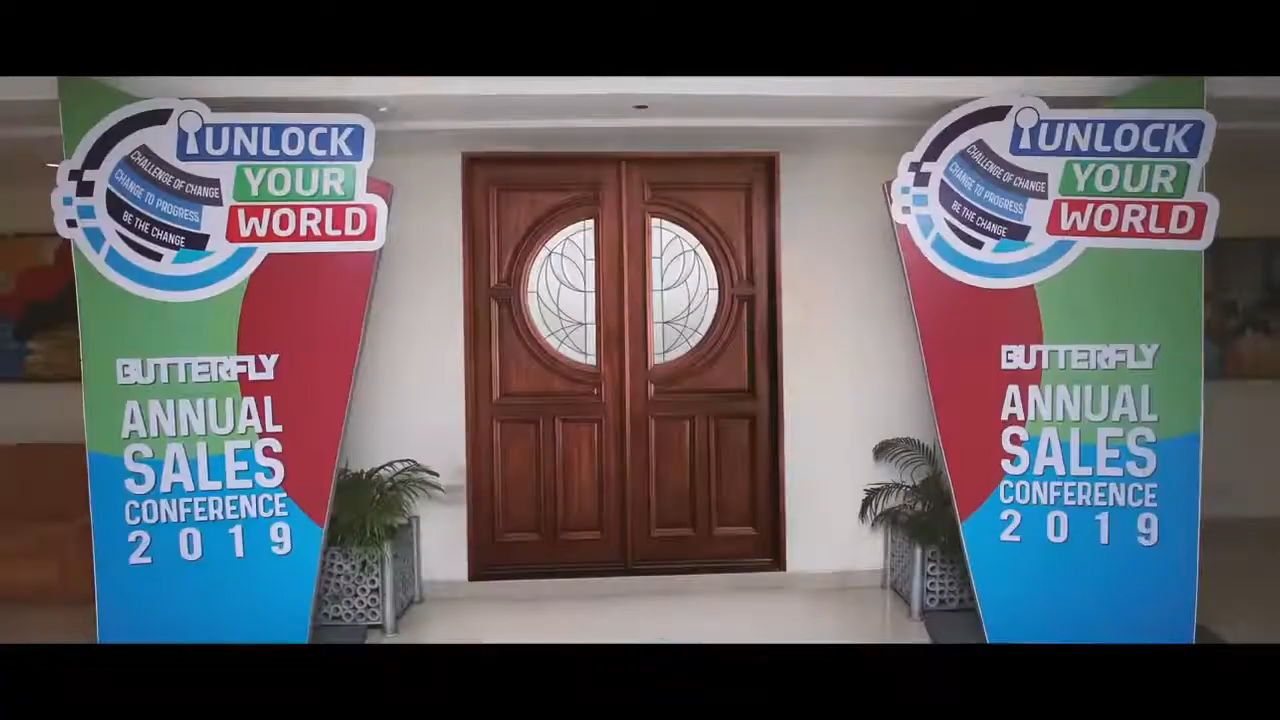 UNLOCK
YOUR
WORLD
CHALLENGE OF CHANGE
CHANGE TO PROGRESS
BE THE CHANGE
BUTTERFLY
ANNUAL
SALES
CONFERENCE
2019
UNLOCK
YOUR
WORLD
CHALLENGE OF CHANGE
CHANGE TO PROGRESS
BE THE CHANGE
BUTTERFLY
ANNUAL
SALES
CONFERENCE
2019